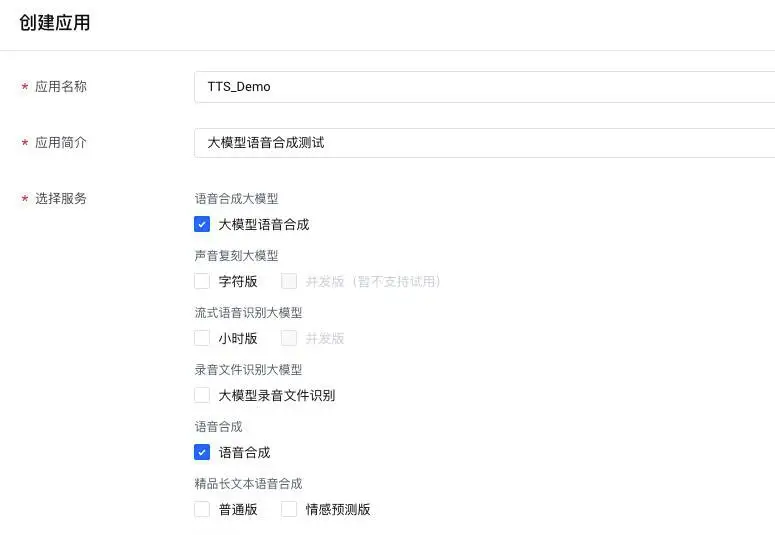 创建应用
* 应用名称 TTS_Demo
* 应用简介 大模型语音合成测试
* 选择服务 语音合成大模型
大模型语音合成
声音复刻大模型
字符版 并发版（暂不支持试用）
流式语音识别大模型
小时版 并发版
录音文件识别大模型
大模型录音文件识别
语音合成
语音合成
精品长文本语音合成
普通版 情感预测版